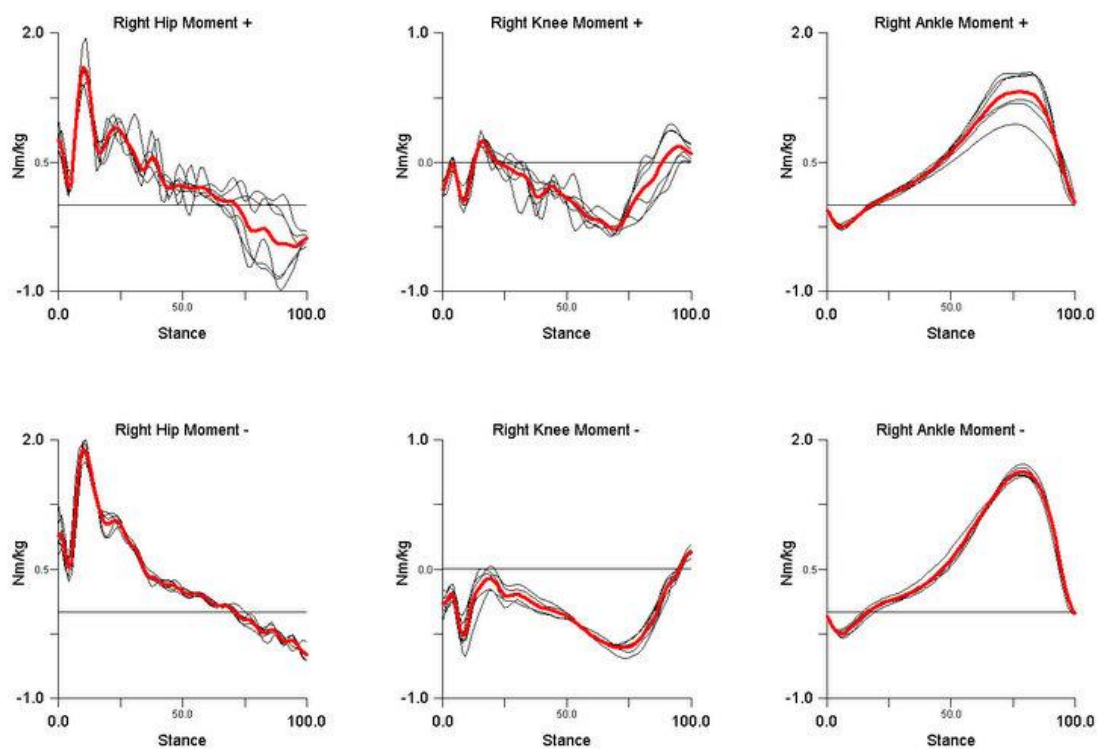 Right Hip Moment +
2.0
Nm/kg
0.5
-1.0
0.0
50.0
100.0
Stance
Right Knee Moment +
1.0
Nm/kg
0.0
-1.0
0.0
50.0
100.0
Stance
Right Ankle Moment +
2.0
Nm/kg
0.5
-1.0
0.0
50.0
100.0
Stance
Right Hip Moment -
2.0
Nm/kg
0.5
-1.0
0.0
50.0
100.0
Stance
Right Knee Moment -
1.0
Nm/kg
0.0
-1.0
0.0
50.0
100.0
Stance
Right Ankle Moment -
2.0
Nm/kg
0.5
-1.0
0.0
50.0
100.0
Stance